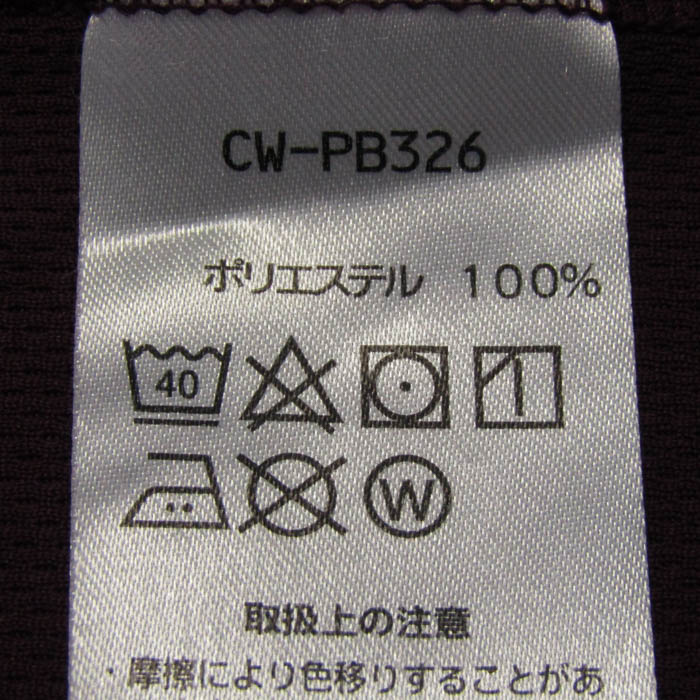 CW-PB326
ポリエステル 100%
40
W
取扱上の注意
・摩擦により色移りすることがあ